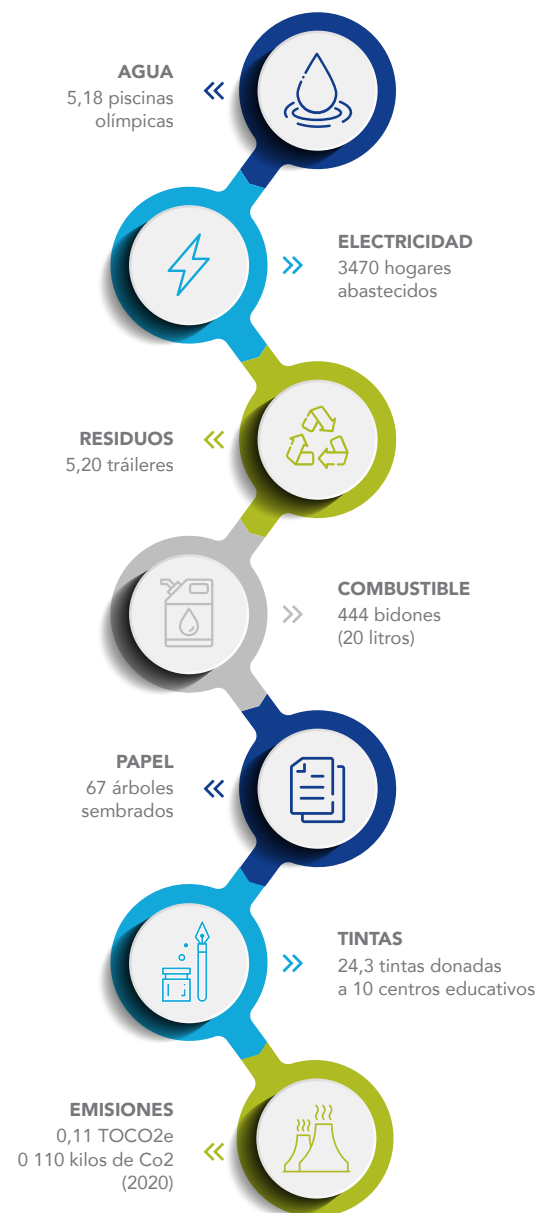 AGUA
5,18 piscinas
olímpicas
ELECTRICIDAD
3470 hogares
abastecidos
RESIDUOS
5,20 tráileres
COMBUSTIBLE
444 bidones
(20 litros)
PAPEL
67 árboles
sembrados
TINTAS
24,3 tintas donadas
a 10 centros educativos
EMISIONES
0,11 TOCO2e
0 110 kilos de Co2
(2020)